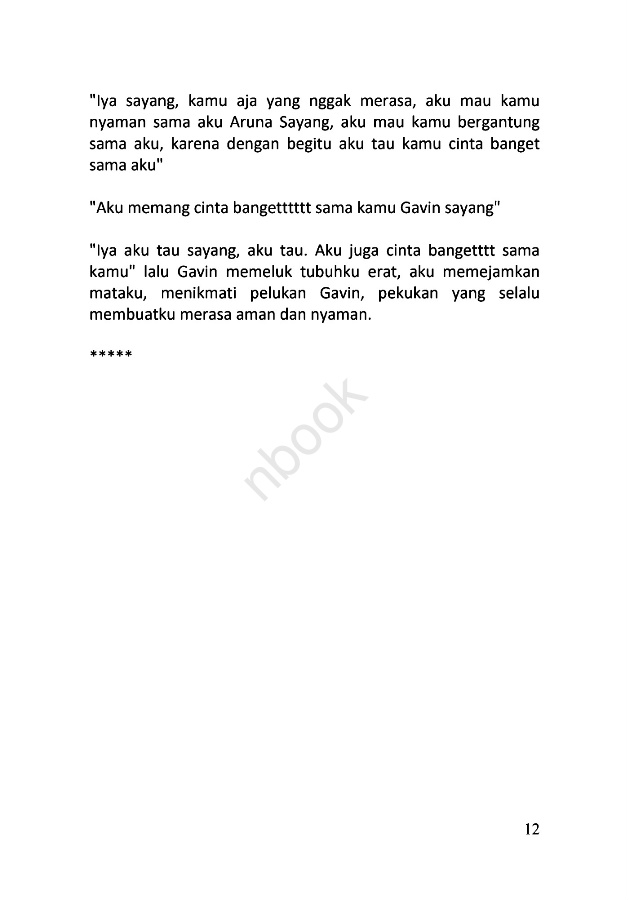 "Iya sayang, kamu aja yang nggak merasa, aku mau kamu
nyaman sama aku Aruna Sayang, aku mau kamu bergantung
sama aku, karena dengan begitu aku tau kamu cinta banget
sama aku"
"Aku memang cinta bangetttttt sama kamu Gavin sayang"
"Iya aku tau sayang, aku tau. Aku juga cinta bangetttt sama
kamu" lalu Gavin memeluk tubuhku erat, aku memejamkan
mataku, menikmati pelukan Gavin, pekukan yang selalu
membuatku merasa aman dan nyaman.
*****
nbook
12